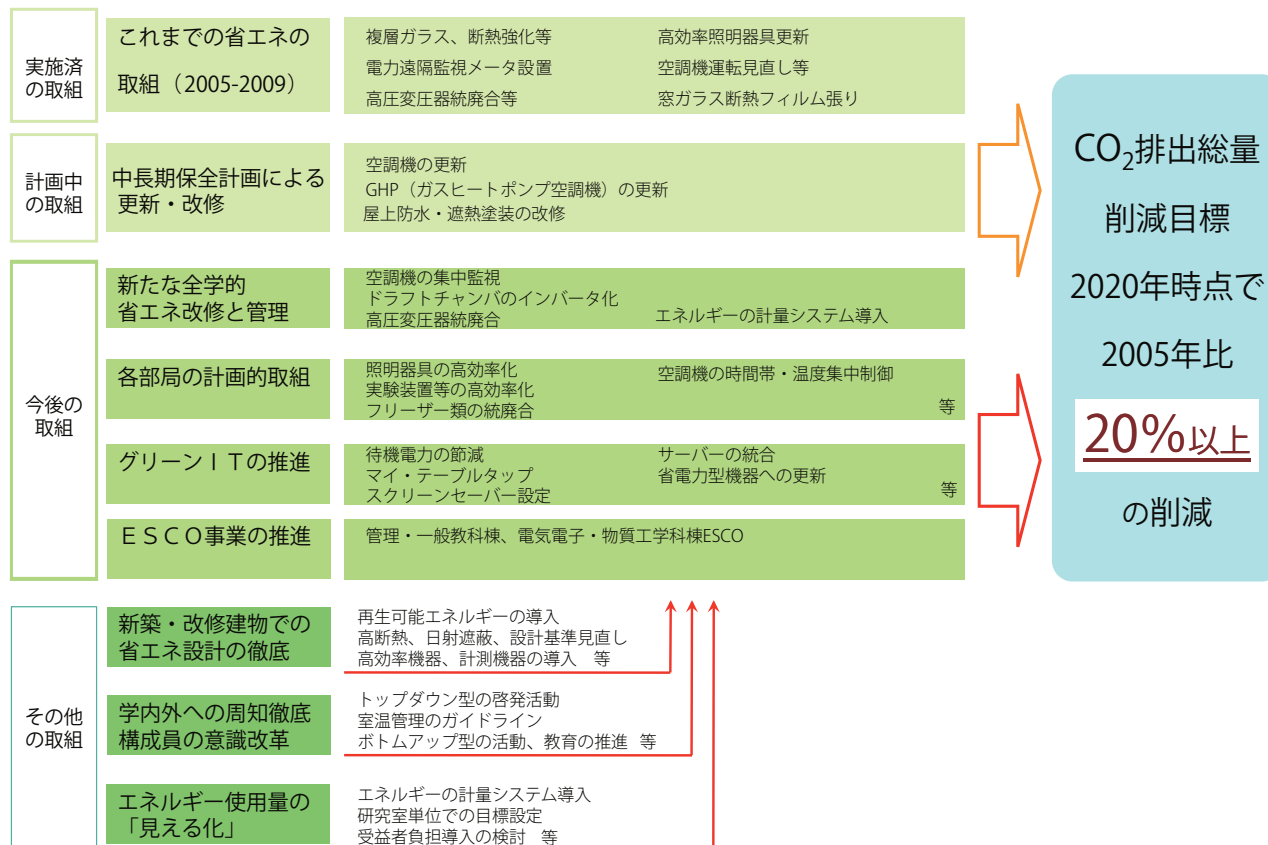 実施済
の取組
これまでの省エネの
取組（2005-2009）
複層ガラス、断熱強化等
高効率照明器具更新
電力遠隔監視メータ設置
空調機運転見直し等
高圧変圧器統廃合等
窓ガラス断熱フィルム張り
計画中
の取組
中長期保全計画による
更新・改修
空調機の更新
GHP（ガスヒートポンプ空調機）の更新
屋上防水・遮熱塗装の改修
今後の
取組
新たな全学的
省エネ改修と管理
空調機の集中監視
ドラフトチャンバのインバータ化
高圧変圧器統廃合
エネルギーの計量システム導入
各部局の計画的取組
照明器具の高効率化
実験装置等の高効率化
フリーザー類の統廃合
空調機の時間帯・温度集中制御
等
グリーンＩＴの推進
待機電力の節減
マイ・テーブルタップ
スクリーンセーバー設定
サーバーの統合
省電力型機器への更新
等
ＥＳＣＯ事業の推進
管理・一般教科棟、電気電子・物質工学科棟ESCO
その他
の取組
新築・改修建物での
省エネ設計の徹底
再生可能エネルギーの導入
高断熱、日射遮蔽、設計基準見直し
高効率機器、計測機器の導入　等
学内外への周知徹底
構成員の意識改革
トップダウン型の啓発活動
室温管理のガイドライン
ボトムアップ型の活動、教育の推進　等
エネルギー使用量の
「見える化」
エネルギーの計量システム導入
研究室単位での目標設定
受益者負担導入の検討　等
CO₂排出総量
削減目標
2020年時点で
2005年比
20%以上
の削減